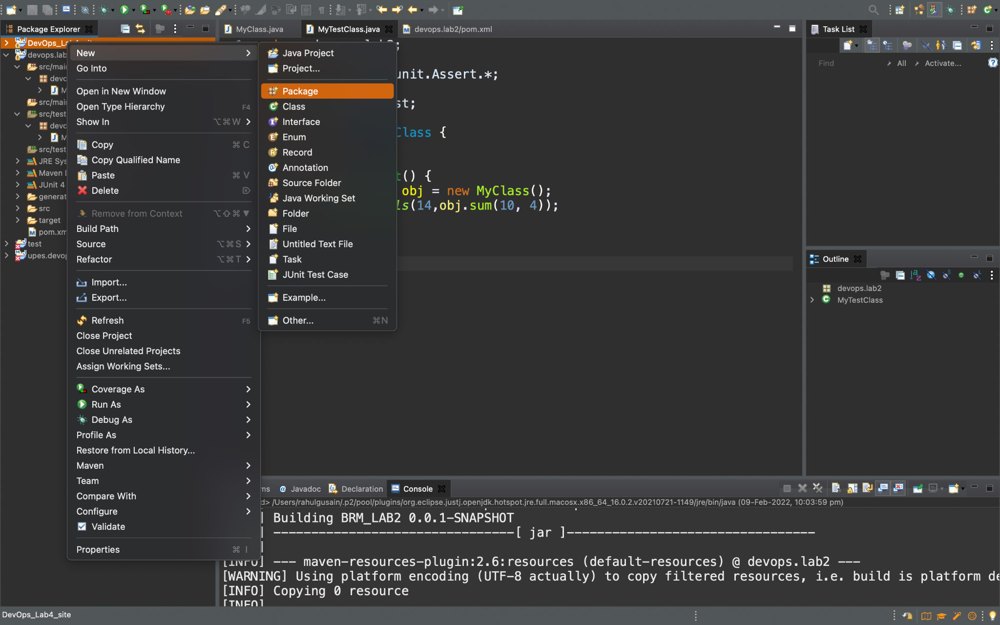 Package Explorer
MyClass.java
MyTestClass.java
devops.lab2/pom.xml
Task List
DevOps_Lab4_site
devops.lab
src/mai
devo
M
src/mai
src/test
devo
M
src/test
JRE Sys
Maven
JUnit 4
generat
src
target
pom.xm
test
upes.devo
New
Go Into
Open in New Window
Open Type Hierarchy F4
Show In ⌥⌘W
Copy ⌘ C
Copy Qualified Name
Paste ⌘ V
Delete ⌦
Remove from Context ⌥⇧⌘▼
Build Path
Source ⌥⌘S
Refactor ⌥⌘T
Import...
Export...
Refresh F5
Close Project
Close Unrelated Projects
Assign Working Sets...
Coverage As
Run As
Debug As
Profile As
Restore from Local History...
Maven
Team
Compare With
Configure
Validate
Properties ⌘ I
Java Project
Project...
Package
Class
Interface
Enum
Record
Annotation
Source Folder
Java Working Set
Folder
File
Untitled Text File
Task
JUnit Test Case
Example...
Other... ⌘N
;
unit.Assert.*;
st;
Class {
t() {
obj = new MyClass();
ls(14,obj.sum(10, 4));
Find
All
Activate...
Outline
devops.lab2
MyTestClass
ms
Javadoc
Declaration
Console
d> /Users/rahulgusain/.p2/pool/plugins/org.eclipse.justj.openjdk.hotspot.jre.full.macosx.x86_64_16.0.2.v20210721-1149/jre/bin/java (09-Feb-2022, 10:03:59 pm)
] Building BRM_LAB2 0.0.1-SNAPSHOT
] --------------------------------[ jar ]---------------------------------
]
[INFO] --- maven-resources-plugin:2.6:resources (default-resources) @ devops.lab2 ---
[WARNING] Using platform encoding (UTF-8 actually) to copy filtered resources, i.e. build is platform de
[INFO] Copying 0 resource
[INFO]
DevOps_Lab4_site